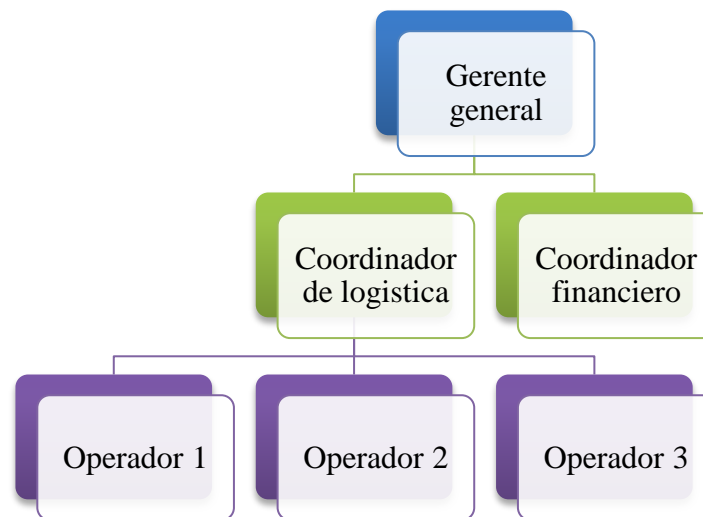 Gerente
general
Coordinador
de logistica
Coordinador
financiero
Operador 1
Operador 2
Operador 3